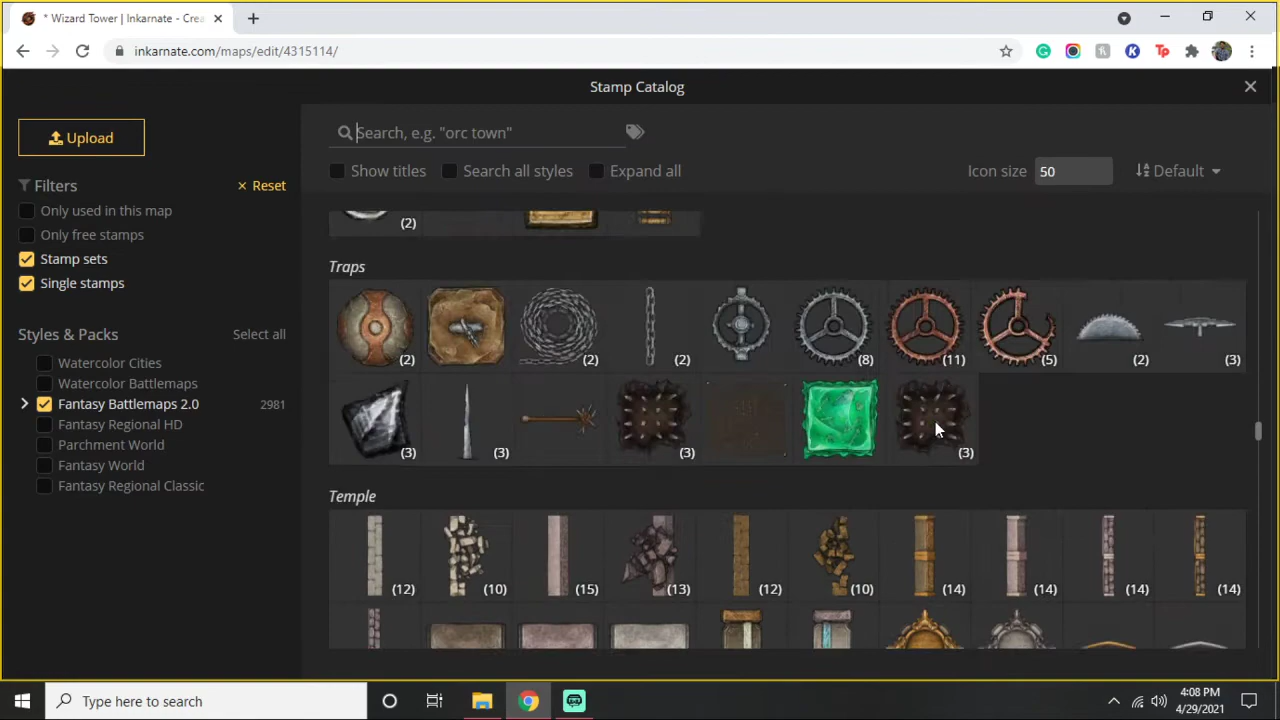 * Wizard Tower | Inkarnate - Crea
inkarnate.com/maps/edit/4315114/
Stamp Catalog
Upload
Search, e.g. "orc town"
Show titles Search all styles Expand all Icon size 50 Default
Filters Reset
Only used in this map
Only free stamps
Stamp sets
Single stamps
Styles & Packs Select all
Watercolor Cities
Watercolor Battlemaps
Fantasy Battlemaps 2.0 2981
Fantasy Regional HD
Parchment World
Fantasy World
Fantasy Regional Classic
(2)
Traps
(2) (2) (2) (8) (11) (5) (2) (3)
(3) (3) (3) (3)
Temple
(12) (10) (15) (13) (12) (10) (14) (14) (14) (14)
Type here to search
4:08 PM
4/29/2021